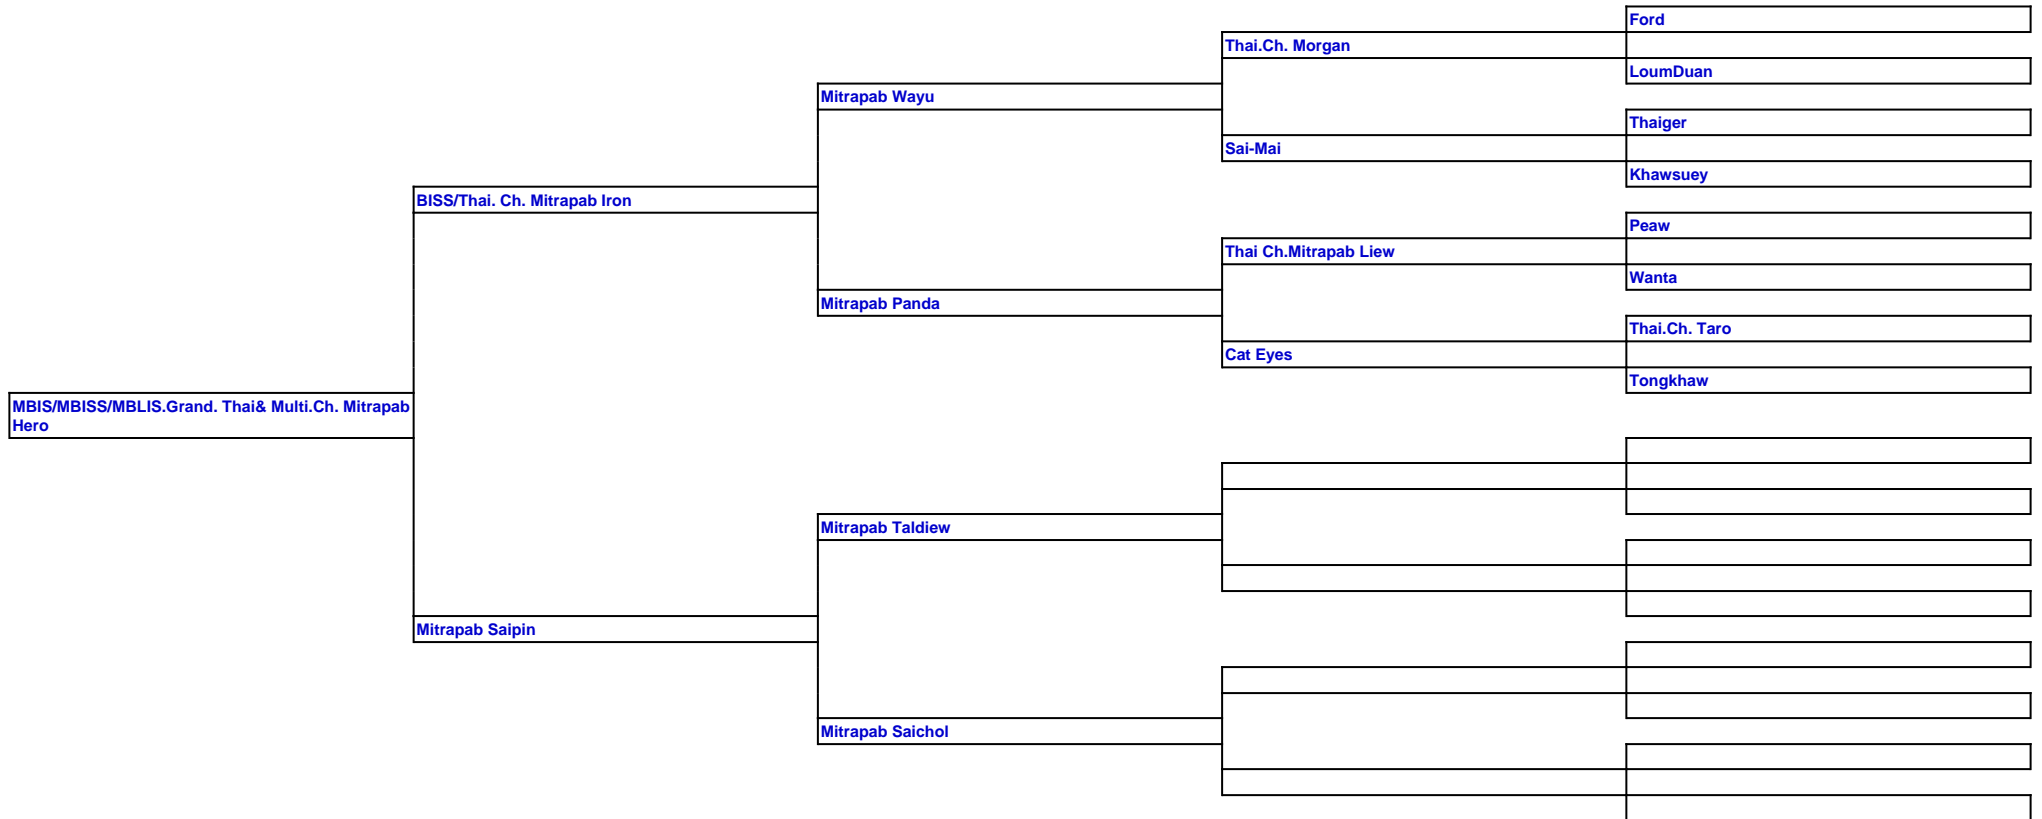 Ford
Thai.Ch. Morgan
LoumDuan
Mitrapab Wayu
Thaiger
Sai-Mai
Khawsuey
BISS/Thai. Ch. Mitrapab Iron
Peaw
Thai Ch.Mitrapab Liew
Wanta
Mitrapab Panda
Thai.Ch. Taro
Cat Eyes
Tongkhaw
MBIS/MBISS/MBLIS.Grand. Thai& Multi.Ch. Mitrapab
Hero
Mitrapab Taldiew
Mitrapab Saipin
Mitrapab Saichol